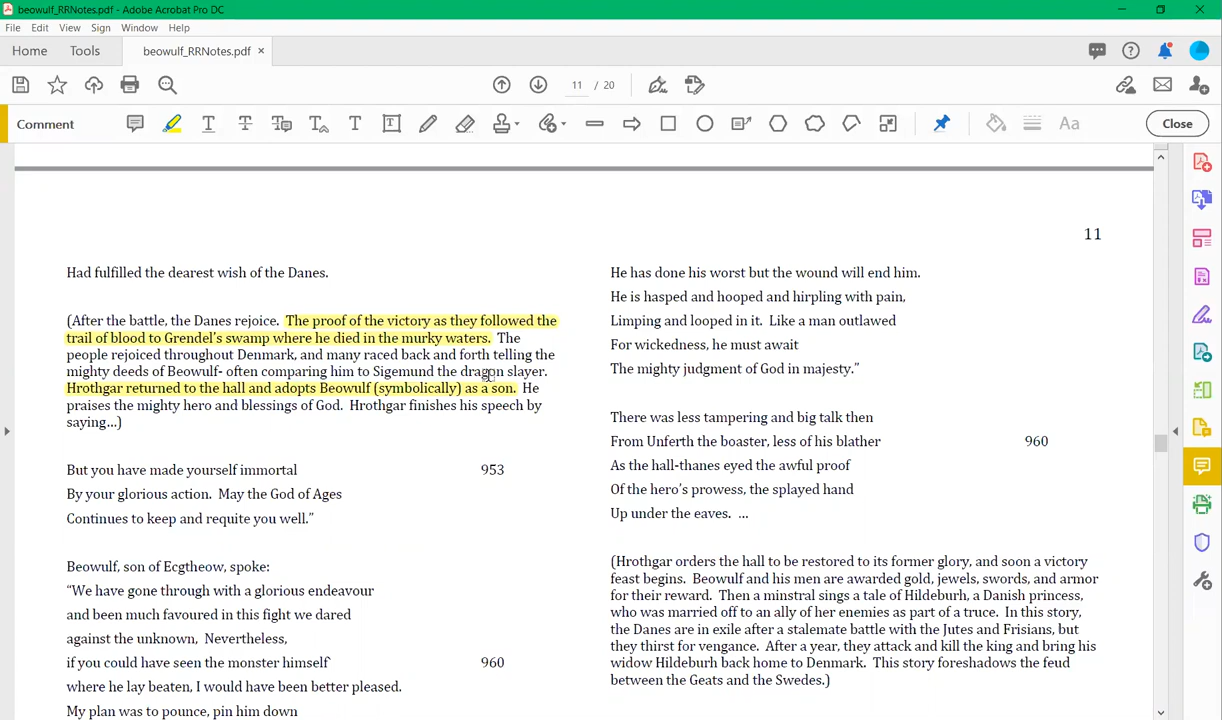 beowulf_RRNotes.pdf - Adobe Acrobat Pro DC
File Edit View Sign Window Help
Home Tools beowulf_RRNotes.pdf ×
11 / 20
Comment
Close
11
Had fulfilled the dearest wish of the Danes.
(After the battle, the Danes rejoice. The proof of the victory as they followed the
trail of blood to Grendel's swamp where he died in the murky waters. The
people rejoiced throughout Denmark, and many raced back and forth telling the
mighty deeds of Beowulf- often comparing him to Sigemund the dragon slayer.
Hrothgar returned to the hall and adopts Beowulf (symbolically) as a son. He
praises the mighty hero and blessings of God. Hrothgar finishes his speech by
saying...)
But you have made yourself immortal 953
By your glorious action. May the God of Ages
Continues to keep and requite you well."
Beowulf, son of Ecgtheow, spoke:
"We have gone through with a glorious endeavour
and been much favoured in this fight we dared
against the unknown, Nevertheless,
if you could have seen the monster himself 960
where he lay beaten, I would have been better pleased.
My plan was to pounce, pin him down
He has done his worst but the wound will end him.
He is hasped and hooped and hirpling with pain,
Limping and looped in it. Like a man outlawed
For wickedness, he must await
The mighty judgment of God in majesty."
There was less tampering and big talk then
From Unferth the boaster, less of his blather 960
As the hall-thanes eyed the awful proof
Of the hero's prowess, the splayed hand
Up under the eaves. ...
(Hrothgar orders the hall to be restored to its former glory, and soon a victory
feast begins. Beowulf and his men are awarded gold, jewels, swords, and armor
for their reward. Then a minstral sings a tale of Hildeburh, a Danish princess,
who was married off to an ally of her enemies as part of a truce. In this story,
the Danes are in exile after a stalemate battle with the Jutes and Frisians, but
they thirst for vengance. After a year, they attack and kill the king and bring his
widow Hildeburh back home to Denmark. This story foreshadows the feud
between the Geats and the Swedes.)